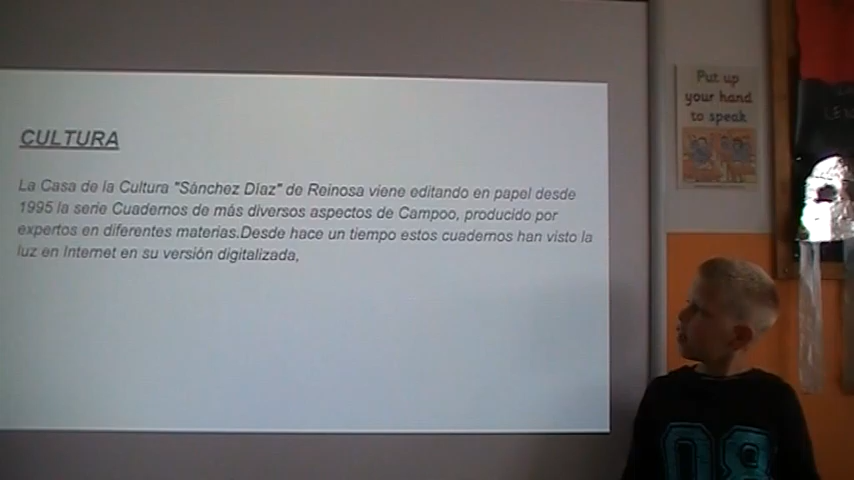 CULTURA
La Casa de la Cultura "Sánchez Díaz" de Reinosa viene editando en papel desde
1995 la serie Cuadernos de más diversos aspectos de Campoo, producido por
expertos en diferentes materias.Desde hace un tiempo estos cuadernos han visto la
luz en Internet en su versión digitalizada,
Put up
your hand
to speak
08